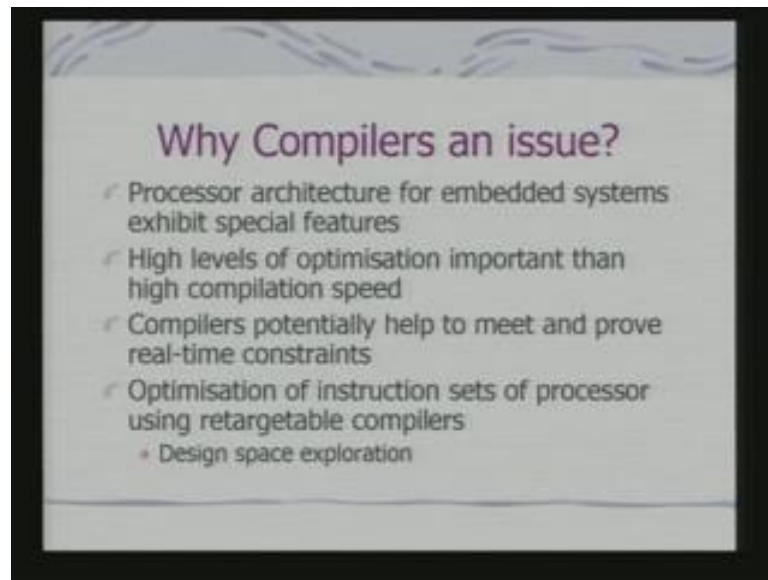 Why Compilers an issue?
Processor architecture for embedded systems
exhibit special features
High levels of optimisation important than
high compilation speed
Compilers potentially help to meet and prove
real-time constraints
Optimisation of instruction sets of processor
using retargetable compilers
Design space exploration